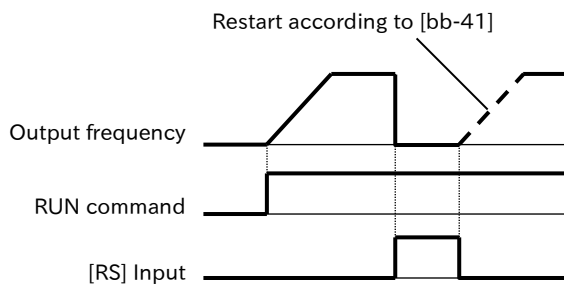 Restart according to [bb-41]
Output frequency
RUN command
[RS] Input